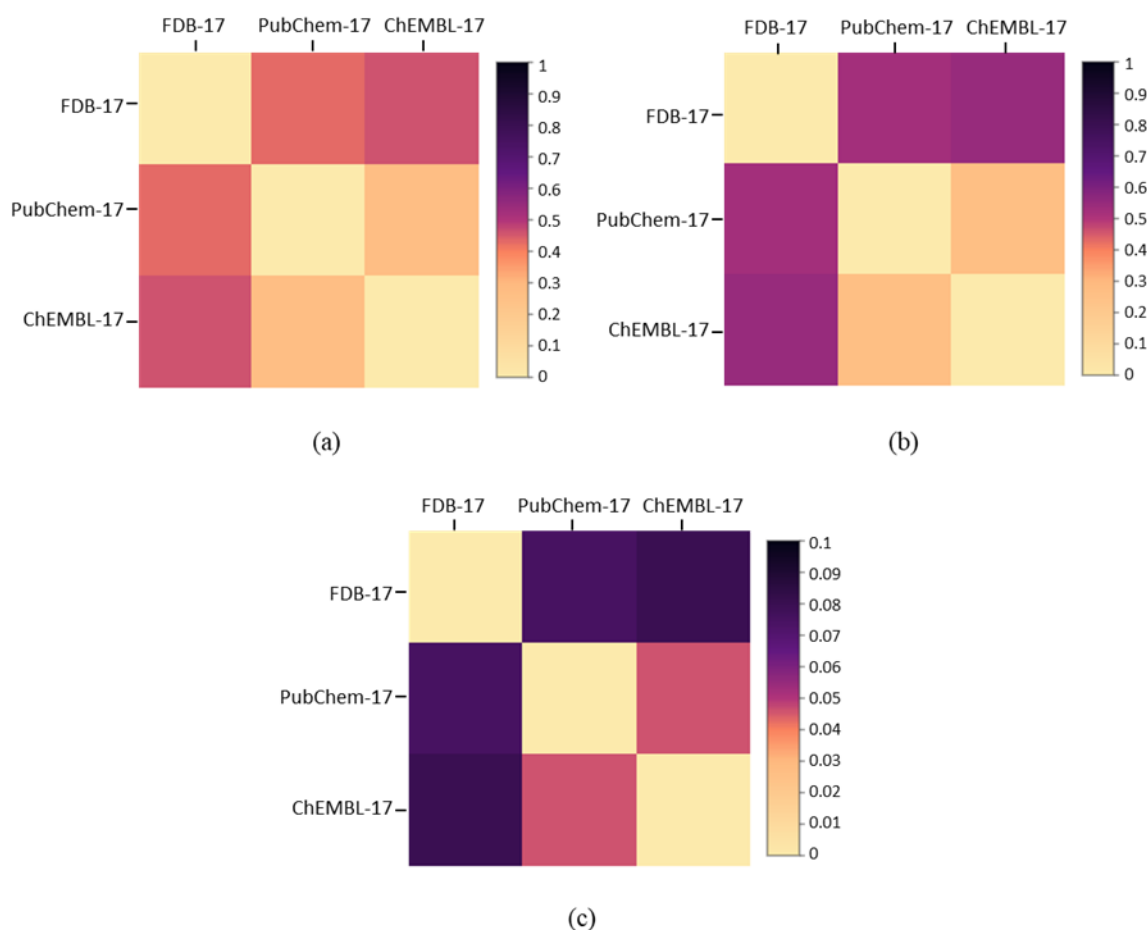 FDB-17 PubChem-17 ChEMBL-17
FDB-17
PubChem-17
ChEMBL-17
1
0.9
0.8
0.7
0.6
0.5
0.4
0.3
0.2
0.1
0
(a)
FDB-17 PubChem-17 ChEMBL-17
FDB-17
PubChem-17
ChEMBL-17
1
0.9
0.8
0.7
0.6
0.5
0.4
0.3
0.2
0.1
0
(b)
FDB-17 PubChem-17 ChEMBL-17
FDB-17
PubChem-17
ChEMBL-17
0.1
0.09
0.08
0.07
0.06
0.05
0.04
0.03
0.02
0.01
0
(c)